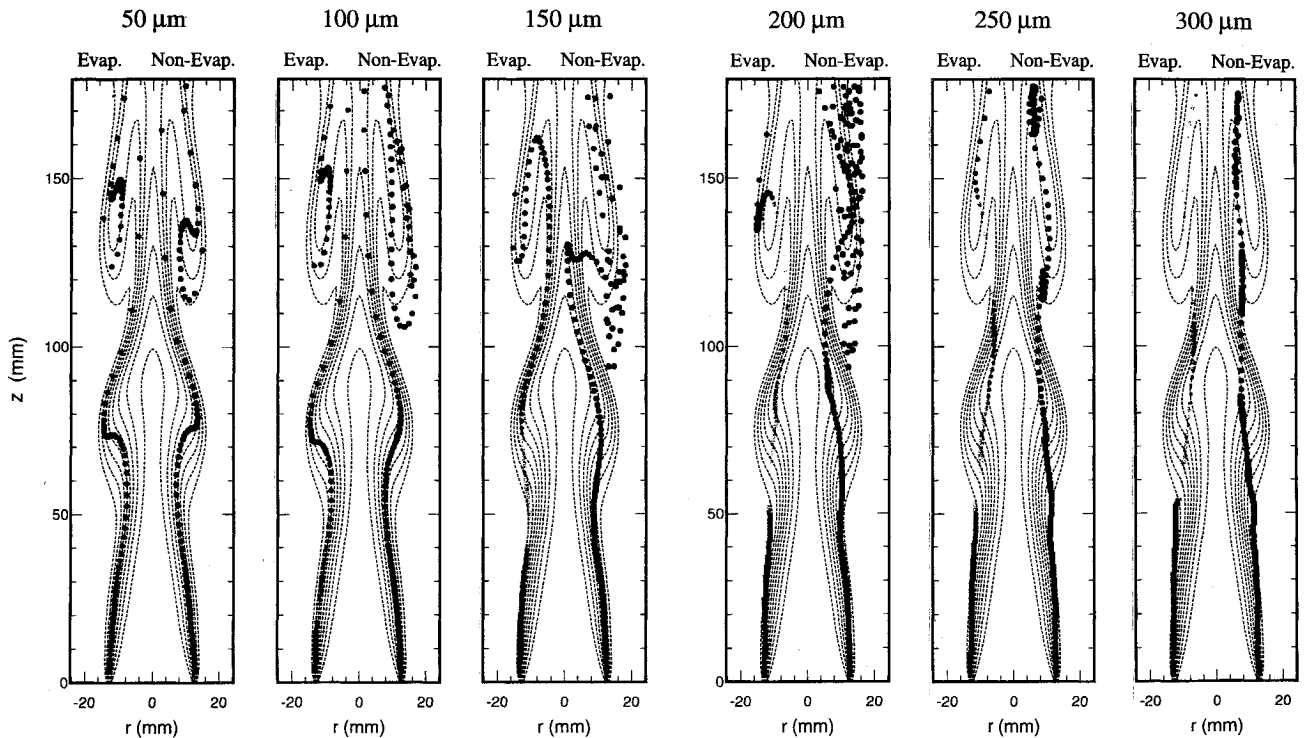 50 μm 100 μm 150 μm 200 μm 250 μm 300 μm
Evap. Non-Evap. Evap. Non-Evap. Evap. Non-Evap. Evap. Non-Evap. Evap. Non-Evap. Evap. Non-Evap.
150 150
100 100
z (mm)
50 50
0 0
-20 0 20 -20 0 20 -20 0 20 -20 0 20 -20 0 20 -20 0 20
r (mm) r (mm) r (mm) r (mm) r (mm) r (mm)